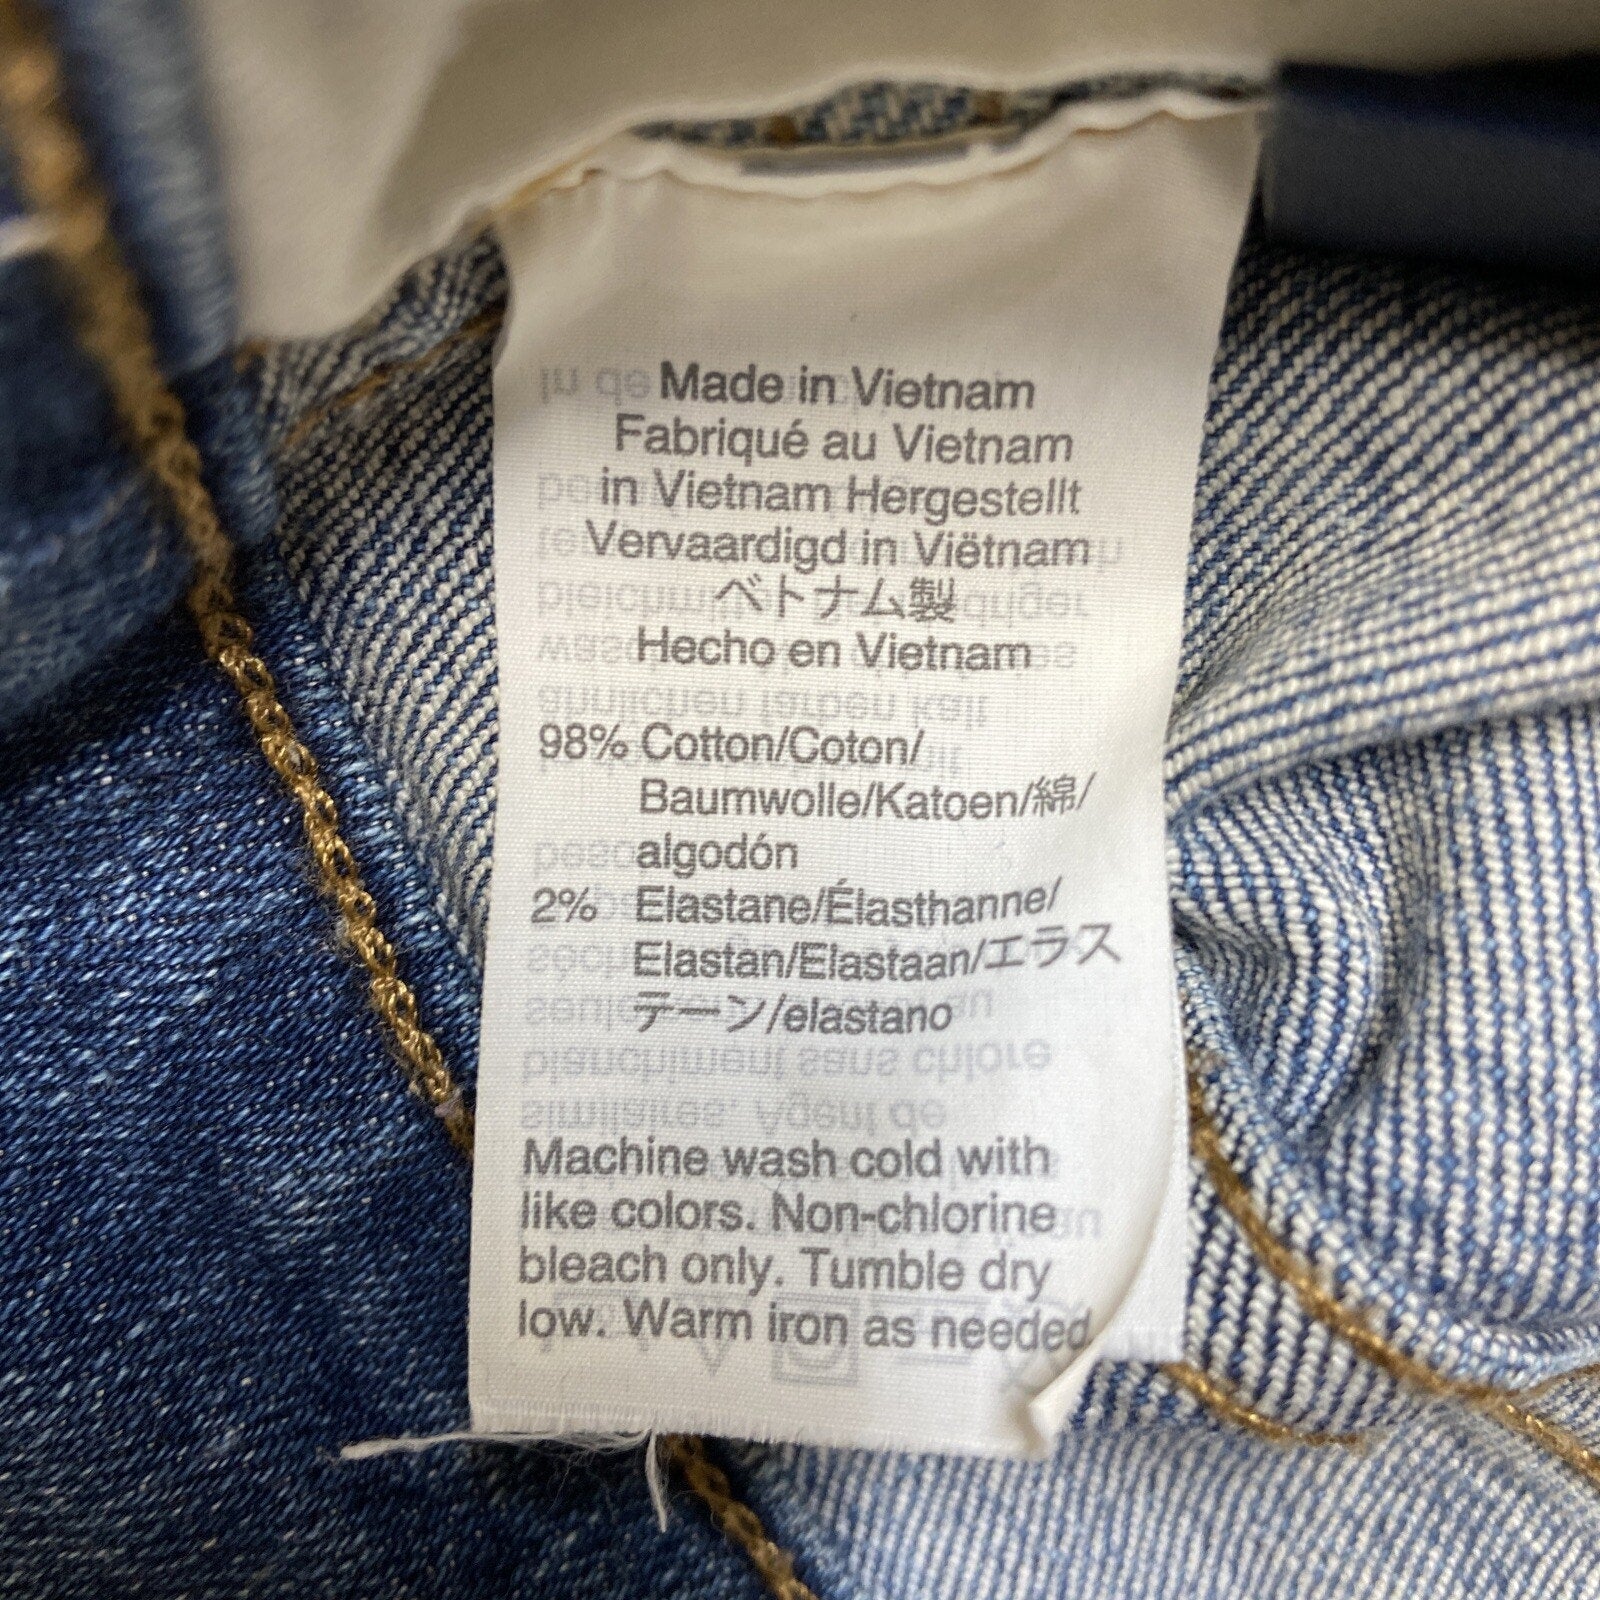 Made in Vietnam
Fabriqué au Vietnam
in Vietnam Hergestellt
Vervaardigd in Viëtnam
ベトナム製
Hecho en Vietnam
98% Cotton/Coton/
Baumwolle/Katoen/綿/
algodón
2% Elastane/Élasthanne/
Elastan/Elastaan/エラス
テーン/elastano
Machine wash cold with
like colors. Non-chlorine
bleach only. Tumble dry
low. Warm iron as needed